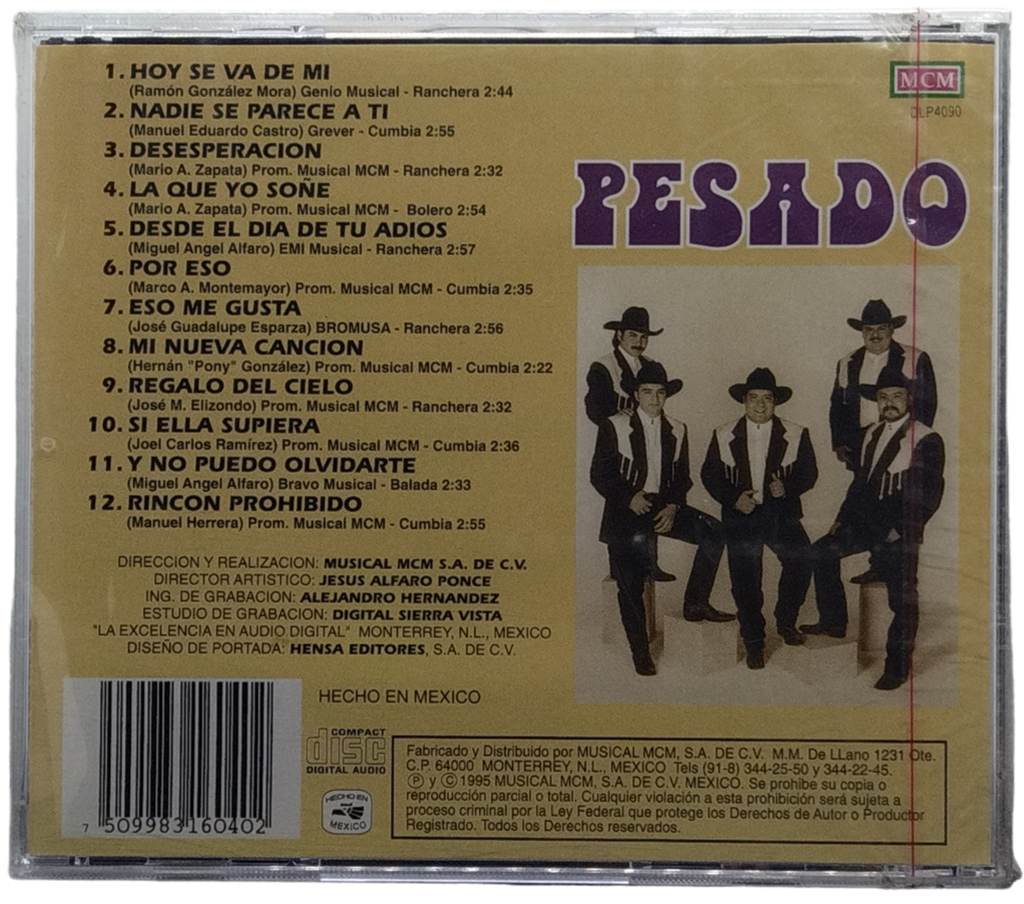 1. HOY SE VA DE MI
(Ramón González Mora) Genio Musical - Ranchera 2:44
2. NADIE SE PARECE A TI
(Manuel Eduardo Castro) Grever - Cumbia 2:55
3. DESESPERACION
(Mario A. Zapata) Prom. Musical MCM - Ranchera 2:32
4. LA QUE YO SOÑE
(Mario A. Zapata) Prom. Musical MCM - Bolero 2:54
5. DESDE EL DIA DE TU ADIOS
(Miguel Angel Alfaro) EMI Musical - Ranchera 2:57
6. POR ESO
(Marco A. Montemayor) Prom. Musical MCM - Cumbia 2:35
7. ESO ME GUSTA
(José Guadalupe Esparza) BROMUSA - Ranchera 2:56
8. MI NUEVA CANCION
(Hernán "Pony" González) Prom. Musical MCM - Cumbia 2:22
9. REGALO DEL CIELO
(José M. Elizondo) Prom. Musical MCM - Ranchera 2:32
10. SI ELLA SUPIERA
(Joel Carlos Ramírez) Prom. Musical MCM - Cumbia 2:36
11. Y NO PUEDO OLVIDARTE
(Miguel Angel Alfaro) Bravo Musical - Balada 2:33
12. RINCON PROHIBIDO
(Manuel Herrera) Prom. Musical MCM - Cumbia 2:55
DIRECCION Y REALIZACION: MUSICAL MCM S.A. DE C.V.
DIRECTOR ARTISTICO: JESUS ALFARO PONCE
ING. DE GRABACION: ALEJANDRO HERNANDEZ
ESTUDIO DE GRABACION: DIGITAL SIERRA VISTA
"LA EXCELENCIA EN AUDIO DIGITAL" MONTERREY, N.L., MEXICO
DISEÑO DE PORTADA: HENSA EDITORES, S.A. DE C.V.
MCM
DLP4090
PESADO
HECHO EN MEXICO
7 509983 160402
COMPACT
disc
DIGITAL AUDIO
HECHO EN
MEXICO
Fabricado y Distribuido por MUSICAL MCM, S.A. DE C.V. M.M. De LLano 1231 Ote.
C.P. 64000 MONTERREY, N.L., MEXICO Tels (91-8) 344-25-50 y 344-22-45.
Ⓟ y Ⓒ 1995 MUSICAL MCM, S.A. DE C.V. MEXICO. Se prohibe su copia o
reproducción parcial o total. Cualquier violación a esta prohibición será sujeta a
proceso criminal por la Ley Federal que protege los Derechos de Autor o Productor
Registrado. Todos los Derechos reservados.